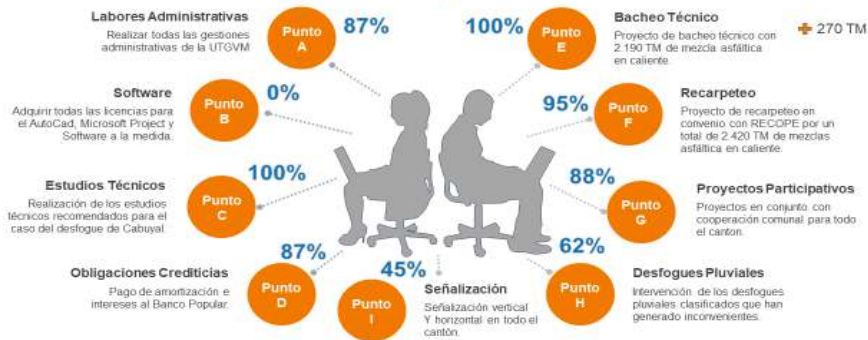 Labores Administrativas
Realizar todas las gestiones
administrativas de la UTGVM
Punto
A
87%
Software
Adquirir todas las licencias para
el AutoCad, Microsoft Project y
Software a la medida.
Punto
B
0%
Estudios Técnicos
Realización de los estudios
técnicos recomendados para el
caso del desfogue de Cabuyal.
Punto
C
100%
Obligaciones Crediticias
Pago de amortización e
intereses al Banco Popular.
Punto
D
87%
Punto
I
45%
Señalización
Señalización vertical
Y horizontal en todo el
cantón.
100%
Punto
E
Bacheo Técnico
Proyecto de bacheo técnico con
2.190 TM de mezcla asfáltica
en caliente.
270 TM
95%
Punto
F
Recarpeteo
Proyecto de recarpeteo en
convenio con RECOPE por un
total de 2.420 TM de mezclas
asfáltica en caliente.
88%
Punto
G
Proyectos Participativos
Proyectos en conjunto con
cooperación comunal para todo
el canton.
62%
Punto
H
Desfogues Pluviales
Intervención de los desfogues
pluviales clasificados que han
generado inconvenientes.